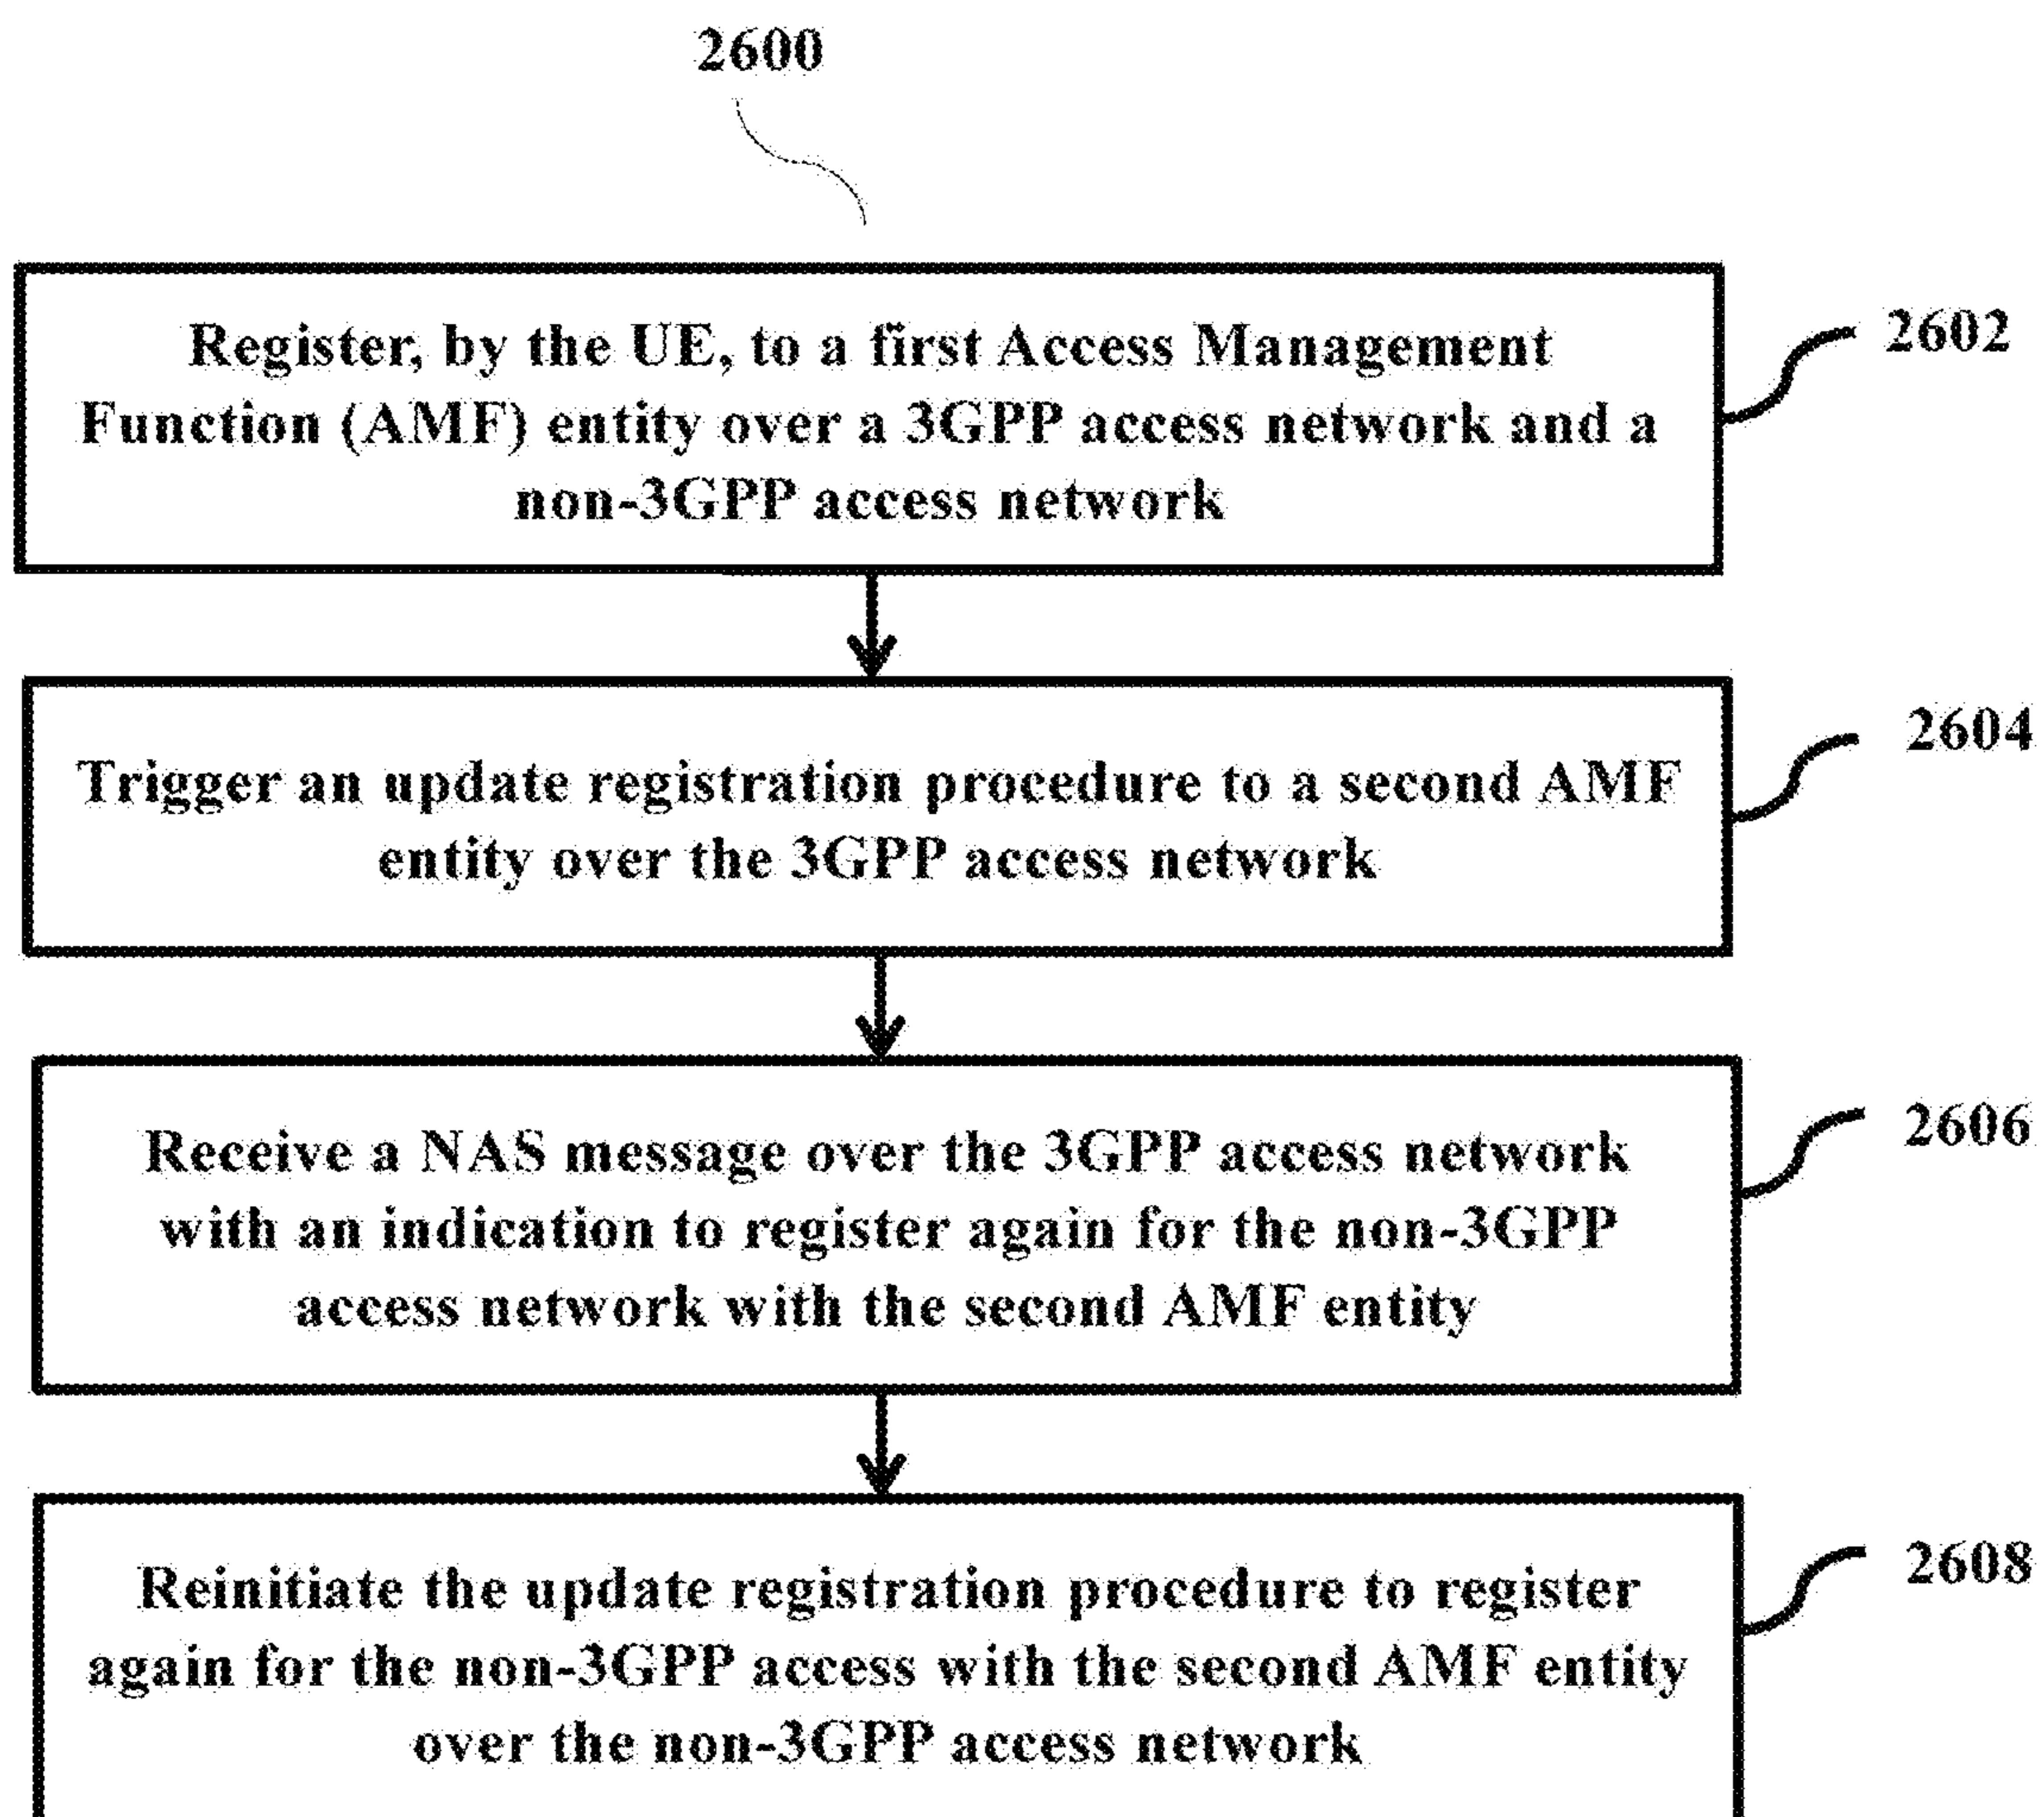 2600
Register, by the UE, to a first Access Management
Function (AMF) entity over a 3GPP access network and a
non-3GPP access network
2602
Trigger an update registration procedure to a second AMF
entity over the 3GPP access network
2604
Receive a NAS message over the 3GPP access network
with an indication to register again for the non-3GPP
access network with the second AMF entity
2606
Reinitiate the update registration procedure to register
again for the non-3GPP access with the second AMF entity
over the non-3GPP access network
2608